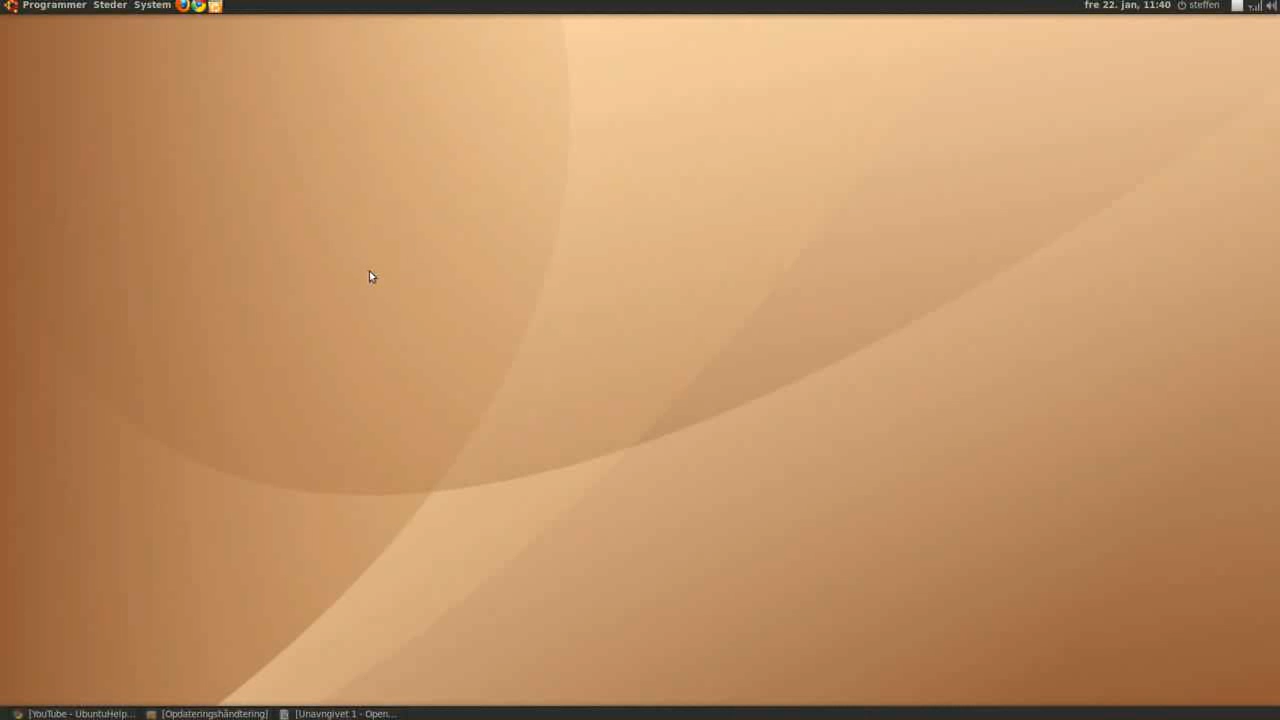 Programmer Steder System fre 22. jan, 11:40 steffen
[YouTube - UbuntuHelp... [Opdateringshåndtering] [Unavngivet 1 - Open...